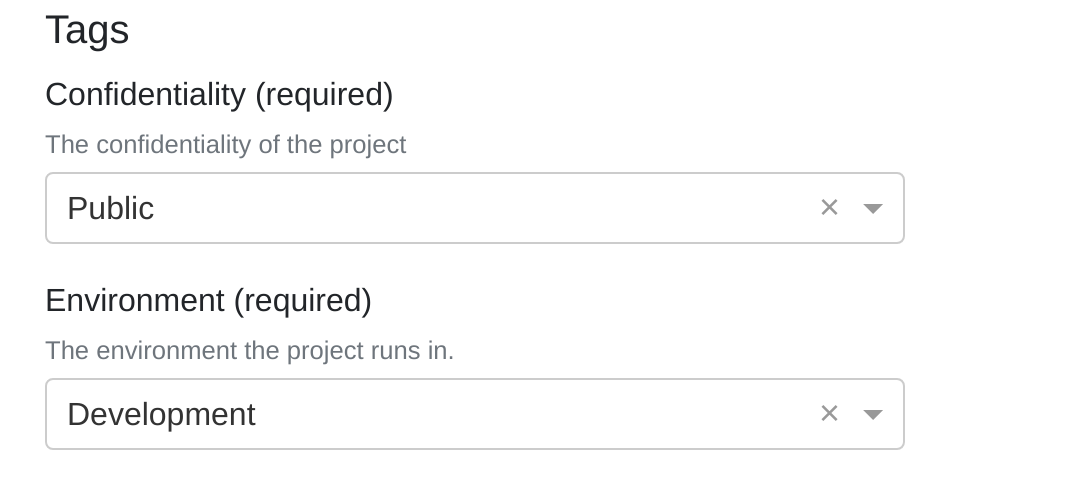 Tags
Confidentiality (required)
The confidentiality of the project
Public
Environment (required)
The environment the project runs in.
Development